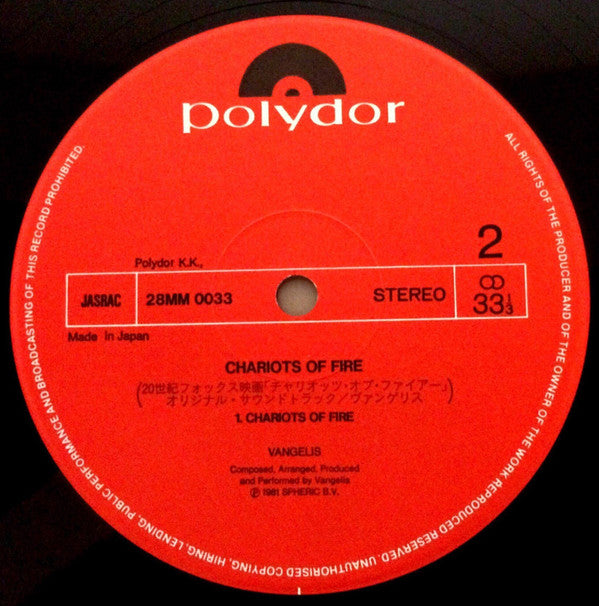 polydor
ALL RIGHTS OF THE PRODUCER AND OF THE OWNER OF THE WORK REPRODUCED RESERVED. UNAUTHORISED COPYING, HIRING, LENDING, PUBLIC PERFORMANCE AND BROADCASTING OF THIS RECORD PROHIBITED.
2
Polydor K.K.,
JASRAC 28MM 0033 STEREO 33 1/3
Made in Japan
CHARIOTS OF FIRE
(20世紀フォックス映画「チャリオッツ・オブ・ファイアー」
オリジナル・サウンドトラック/ヴァンゲリス)
1. CHARIOTS OF FIRE
VANGELIS
Composed, Arranged, Produced
and Performed by Vangelis
Ⓟ 1981 SPHERIC B.V.